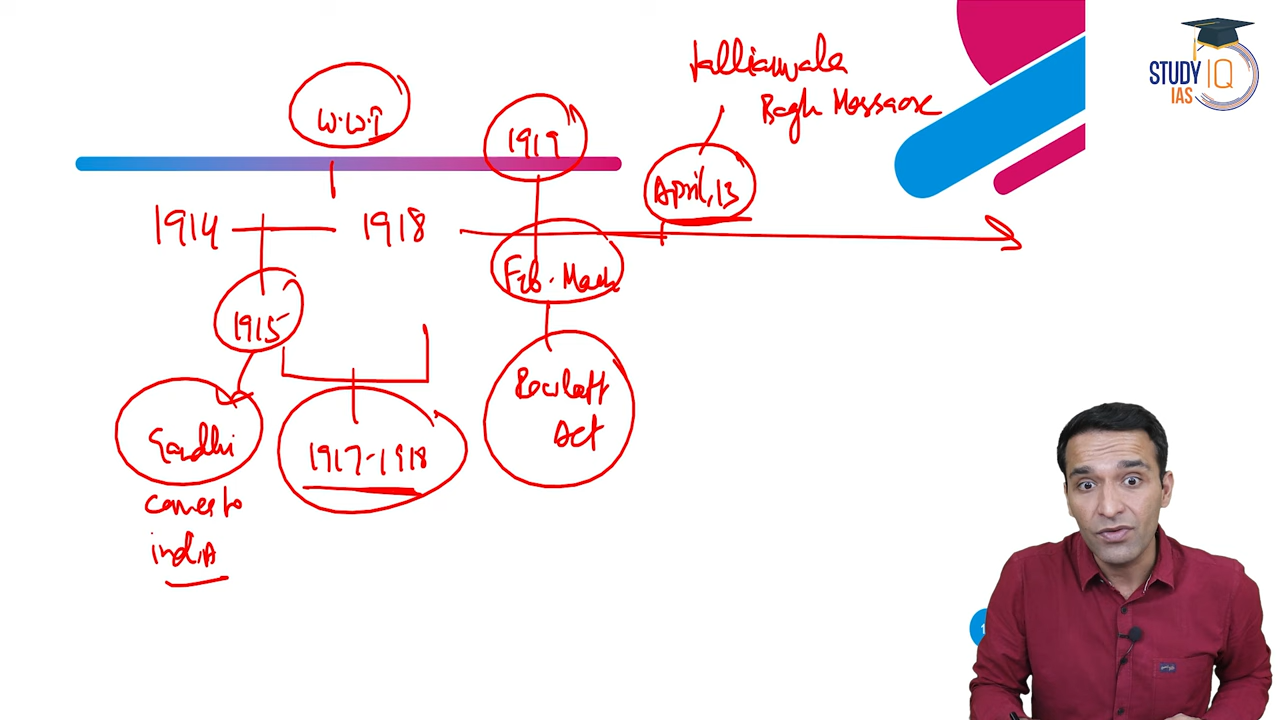 STUDY IQ
IAS
Jallianwala
Bagh Massacre
W.W.I
1919
April, 13
1914
1918
Feb. March
1915
Rowlatt
Act
Gandhi
comes to
indiA
1917-1918
1